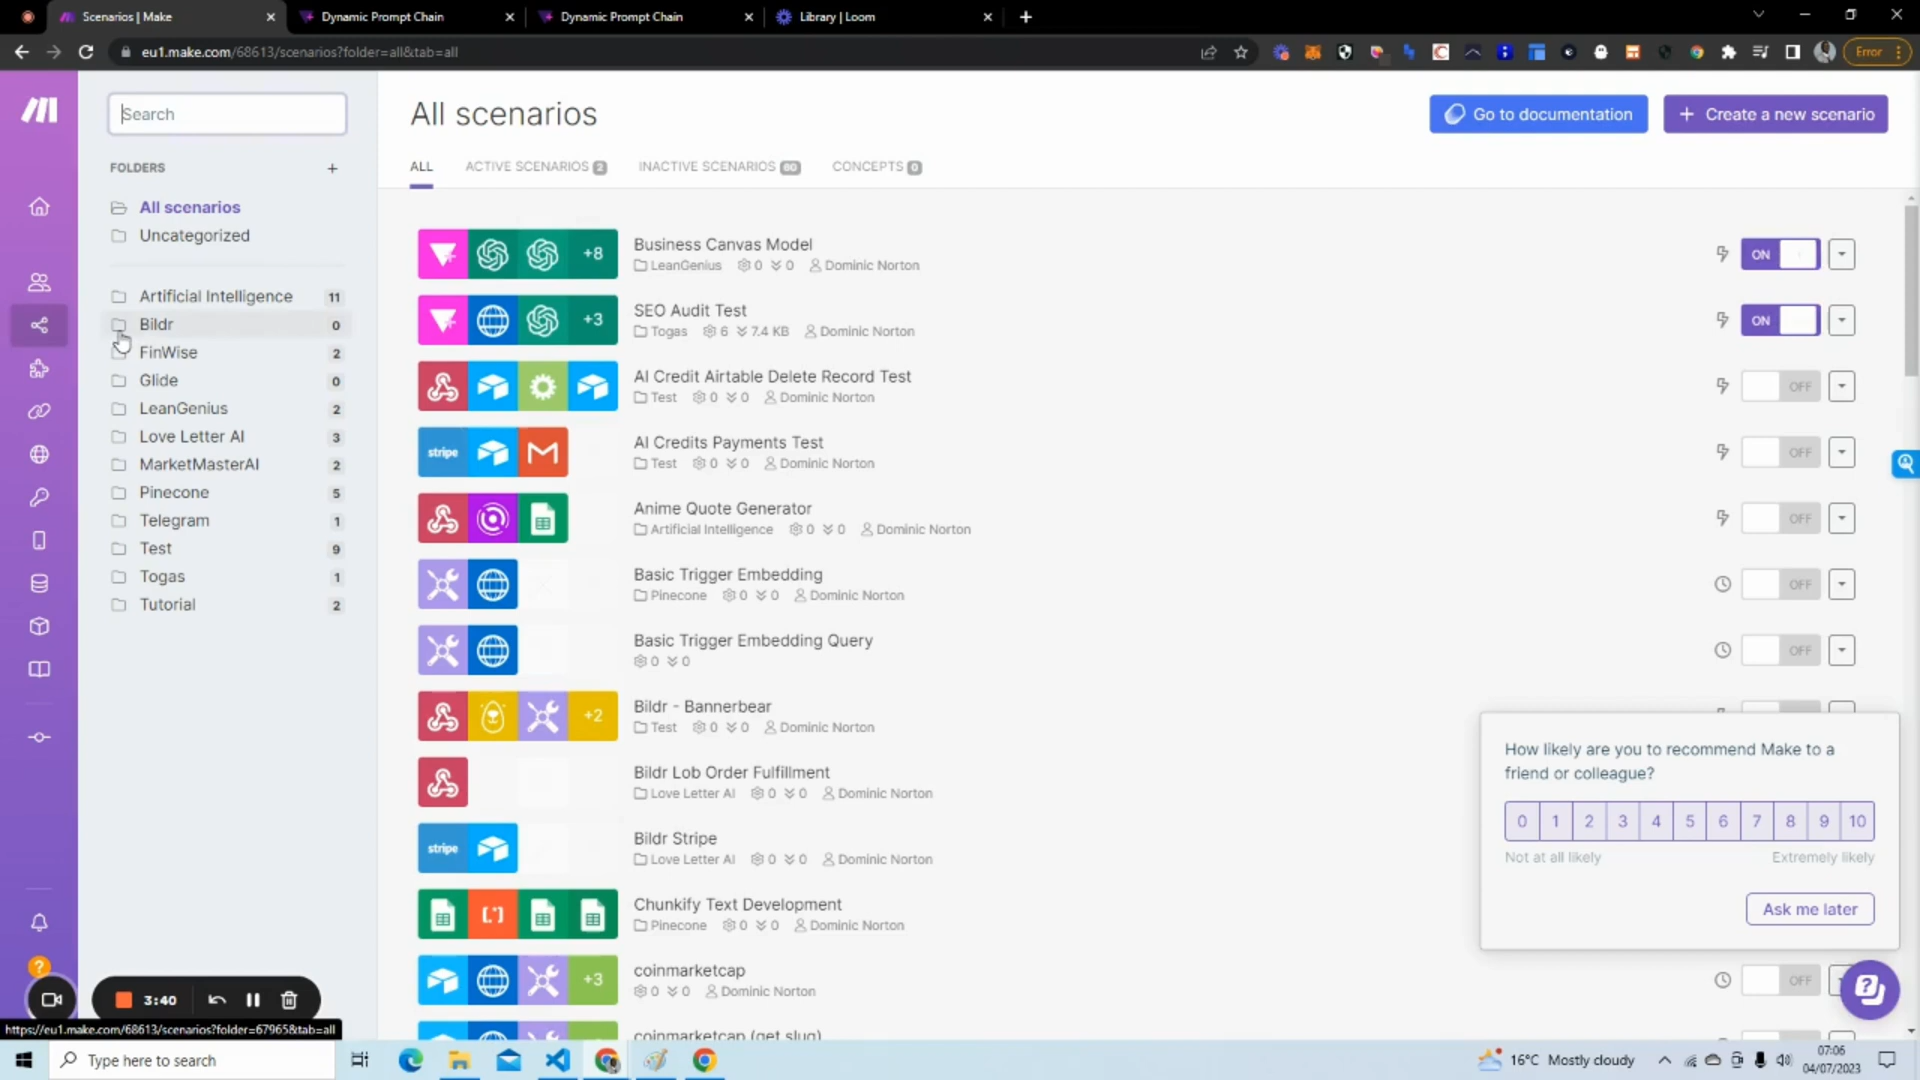 Scenarios | Make
Dynamic Prompt Chain
Dynamic Prompt Chain
Library | Loom
eu1.make.com/68613/scenarios?folder=all&tab=all
Error
Search
All scenarios
Go to documentation
+ Create a new scenario
FOLDERS
ALL
ACTIVE SCENARIOS 2
INACTIVE SCENARIOS 60
CONCEPTS 0
All scenarios
Uncategorized
Artificial Intelligence 11
Bildr 0
FinWise 2
Glide 0
LeanGenius 2
Love Letter AI 3
MarketMasterAI 2
Pinecone 5
Telegram 1
Test 9
Togas 1
Tutorial 2
+8
Business Canvas Model
LeanGenius 0 0 Dominic Norton
ON
+3
SEO Audit Test
Togas 6 7.4 KB Dominic Norton
ON
AI Credit Airtable Delete Record Test
Test 0 0 Dominic Norton
OFF
stripe
AI Credits Payments Test
Test 0 0 Dominic Norton
OFF
Anime Quote Generator
Artificial Intelligence 0 0 Dominic Norton
OFF
Basic Trigger Embedding
Pinecone 0 0 Dominic Norton
OFF
Basic Trigger Embedding Query
0 0
OFF
+2
Bildr - Bannerbear
Test 0 0 Dominic Norton
Bildr Lob Order Fulfillment
Love Letter AI 0 0 Dominic Norton
stripe
Bildr Stripe
Love Letter AI 0 0 Dominic Norton
Chunkify Text Development
Pinecone 0 0 Dominic Norton
+3
coinmarketcap
0 0 Dominic Norton
OFF
coinmarketcap (get slug)
How likely are you to recommend Make to a
friend or colleague?
0 1 2 3 4 5 6 7 8 9 10
Not at all likely
Extremely likely
Ask me later
3:40
https://eu1.make.com/68613/scenarios?folder=67965&tab=all
Type here to search
16°C Mostly cloudy
07:06
04/07/2023